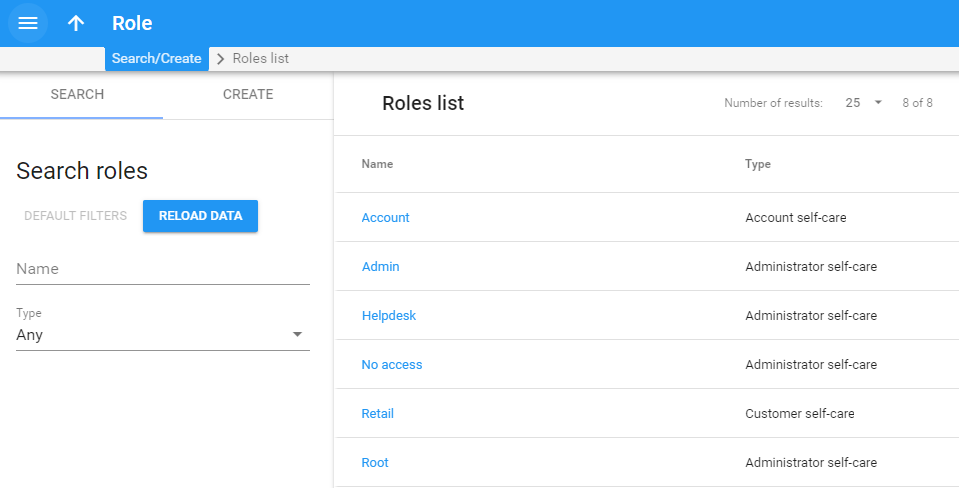 Role
Search/Create > Roles list
SEARCH CREATE
Search roles
DEFAULT FILTERS RELOAD DATA
Name
Type
Any
Roles list Number of results: 25 8 of 8
Name Type
Account Account self-care
Admin Administrator self-care
Helpdesk Administrator self-care
No access Administrator self-care
Retail Customer self-care
Root Administrator self-care